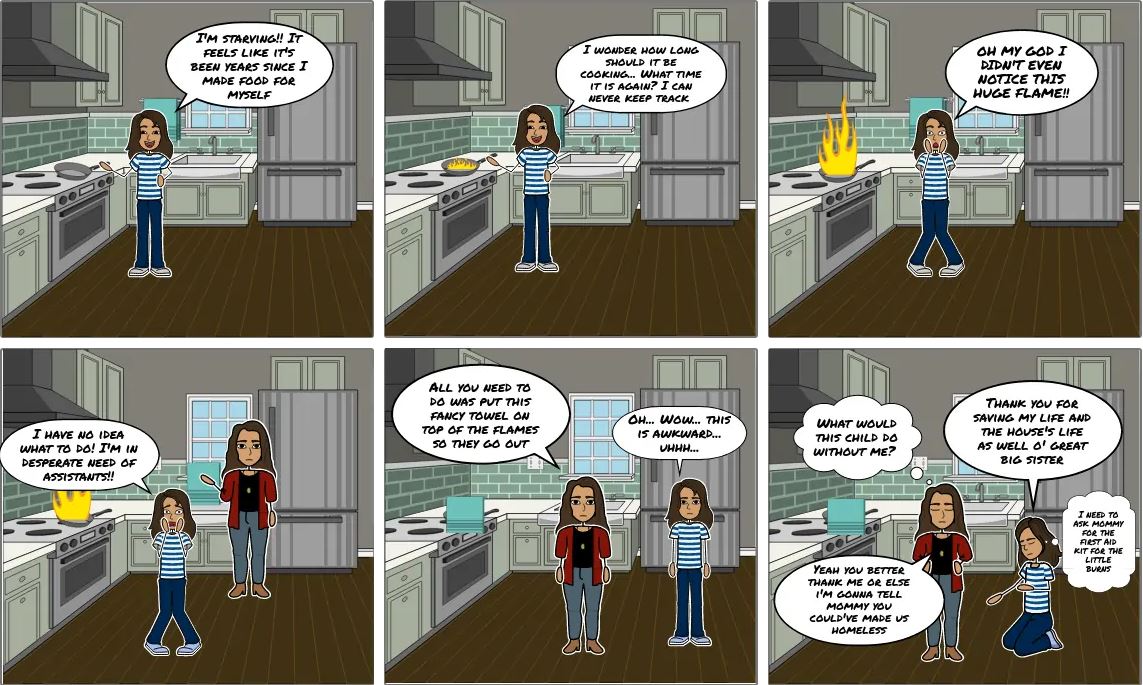 I'M STARVING!! IT
FEELS LIKE IT'S
BEEN YEARS SINCE I
MADE FOOD FOR
MYSELF
I WONDER HOW LONG
SHOULD IT BE
COOKING... WHAT TIME
IT IS AGAIN? I CAN
NEVER KEEP TRACK
OH MY GOD I
DIDN'T EVEN
NOTICE THIS
HUGE FLAME!!
I HAVE NO IDEA
WHAT TO DO! I'M IN
DESPERATE NEED OF
ASSISTANTS!!
ALL YOU NEED TO
DO WAS PUT THIS
FANCY TOWEL ON
TOP OF THE FLAMES
SO THEY GO OUT
OH... WOW... THIS
IS AWKWARD...
UHHH...
WHAT WOULD
THIS CHILD DO
WITHOUT ME?
THANK YOU FOR
SAVING MY LIFE AND
THE HOUSE'S LIFE
AS WELL O' GREAT
BIG SISTER
YEAH YOU BETTER
THANK ME OR ELSE
I'M GONNA TELL
MOMMY YOU
COULD'VE MADE US
HOMELESS
I NEED TO
ASK MOMMY
FOR THE
FIRST AID
KIT FOR THE
LITTLE
BURNS